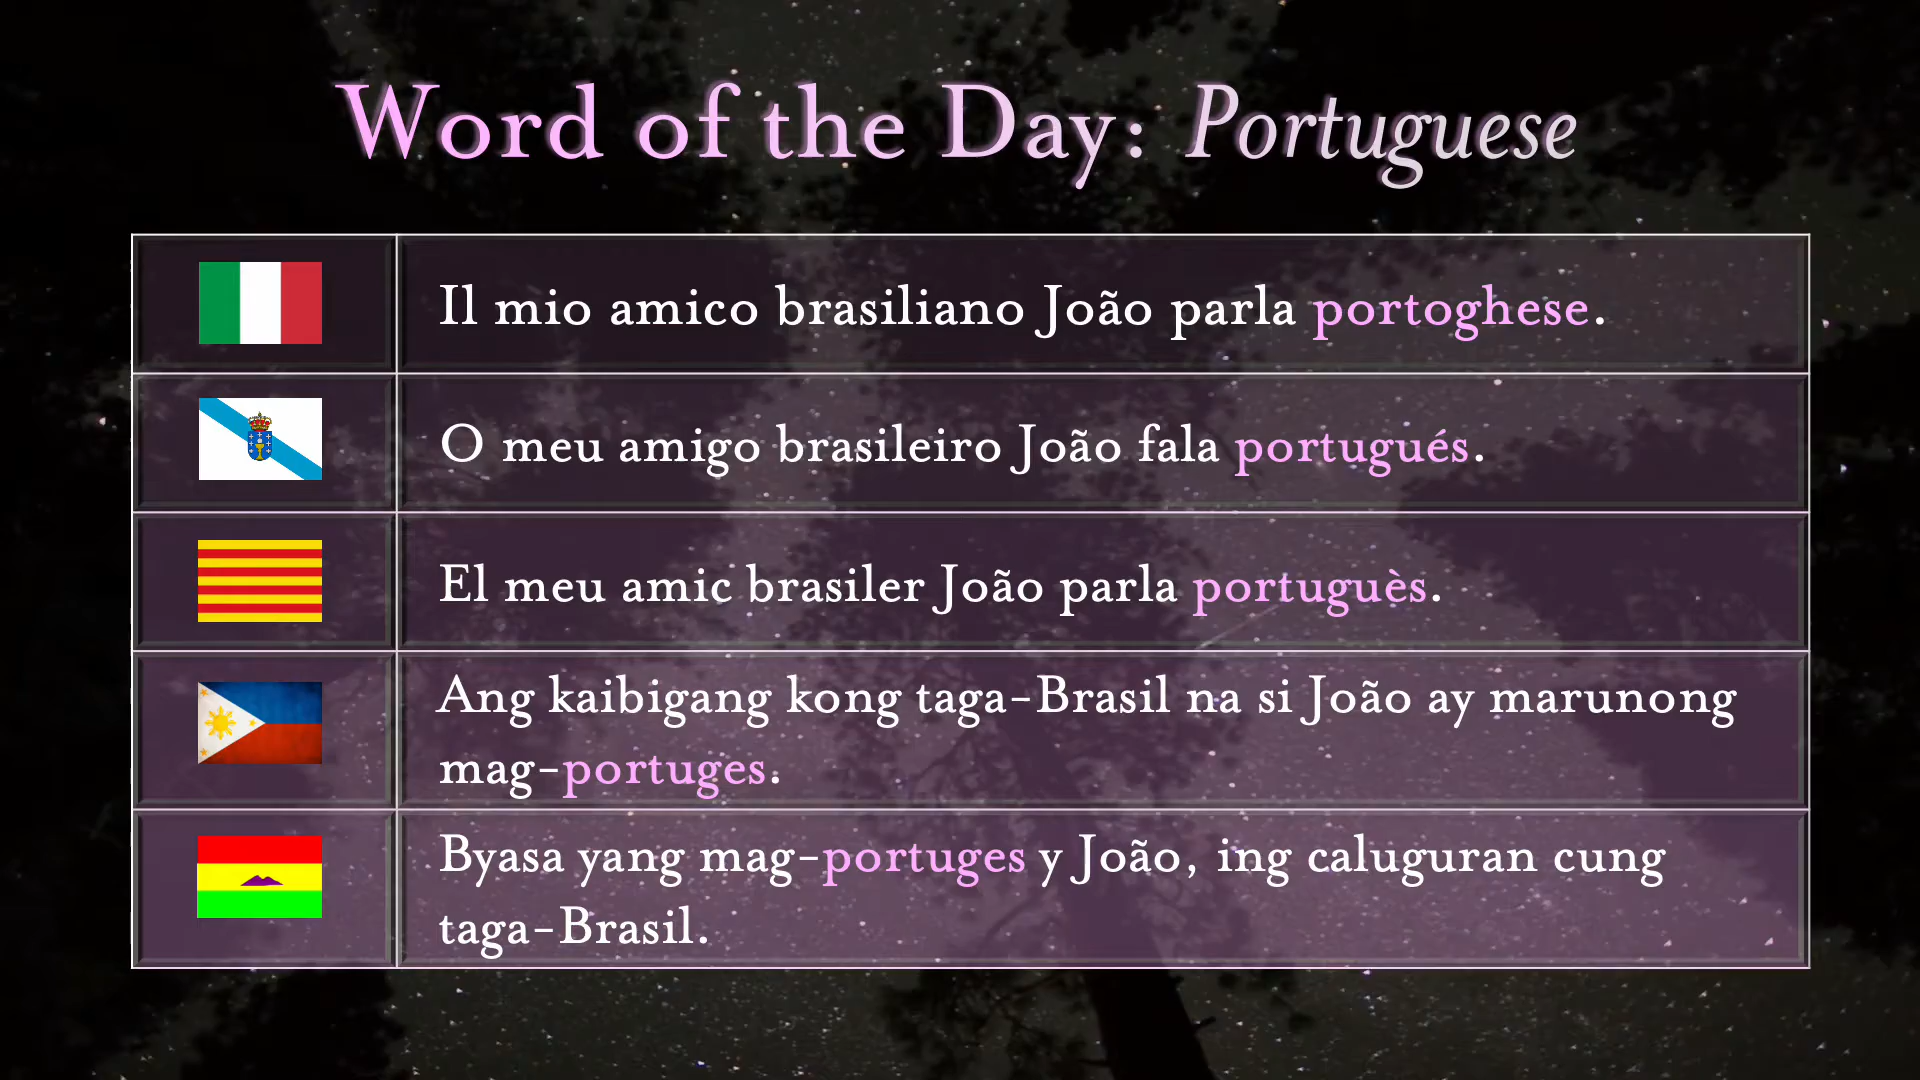 Word of the Day: Portuguese
Il mio amico brasiliano João parla portoghese.
O meu amigo brasileiro João fala portugués.
El meu amic brasiler João parla portuguès.
Ang kaibigang kong taga-Brasil na si João ay marunong
mag-portuges.
Byasa yang mag-portuges y João, ing caluguran cung
taga-Brasil.